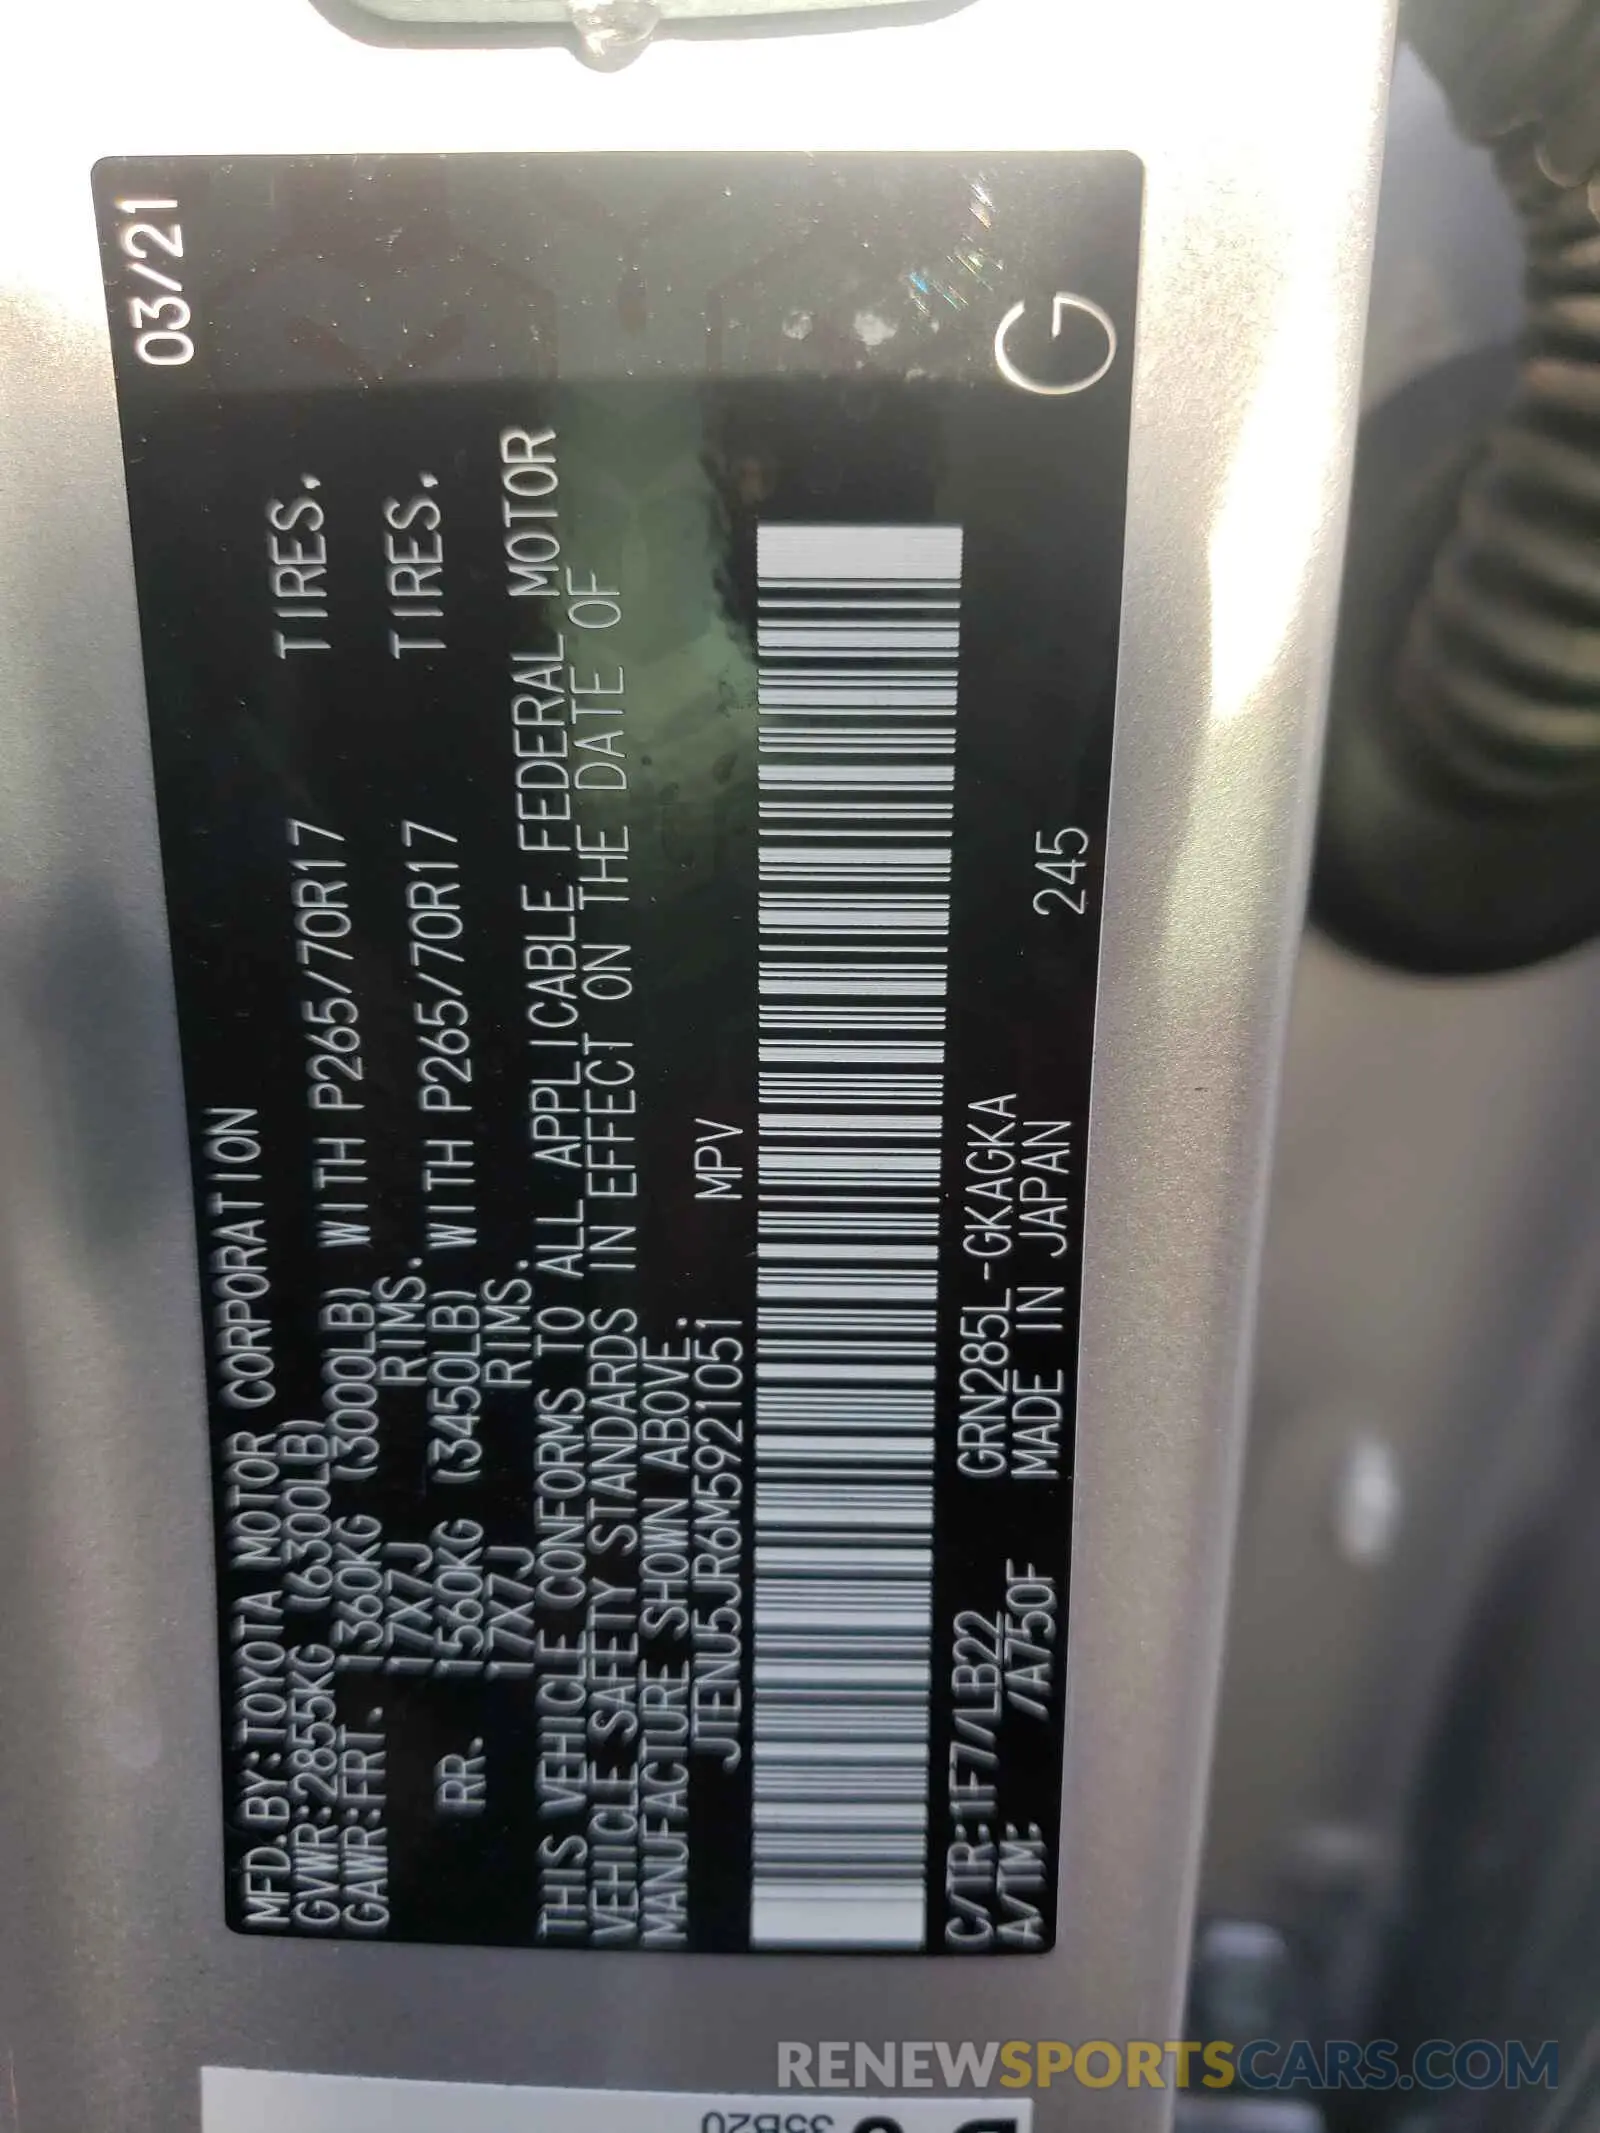 MFD.BY:TOYOTA MOTOR CORPORATION 03/21
GVWR:2855KG (6300LB)
GAWR:FRT. 1360KG (3000LB) WITH P265/70R17 TIRES,
17X7J RIMS.
RR. 1560KG (3450LB) WITH P265/70R17 TIRES,
17X7J RIMS.
THIS VEHICLE CONFORMS TO ALL APPLICABLE FEDERAL MOTOR
VEHICLE SAFETY STANDARDS IN EFFECT ON THE DATE OF
MANUFACTURE SHOWN ABOVE.
JTENU5JR6M5921051 MPV
C/TR:1F7/LB22 GRN285L-GKAGKA 245
A/TM: /A750F MADE IN JAPAN
G
35B20
RENEWSPORTSCARS.COM